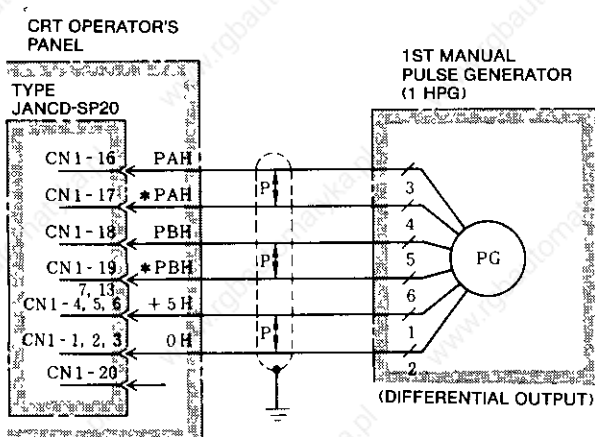 CRT OPERATOR'S
PANEL
TYPE
JANCD-SP20
1ST MANUAL
PULSE GENERATOR
(1 HPG)
CN1-16 PAH
CN1-17 *PAH
P
3
CN1-18 PBH
4
CN1-19 *PBH
P
5
PG
7, 13
CN1-4, 5, 6 +5H
6
CN1-1, 2, 3 0H
P
1
CN1-20
2
(DIFFERENTIAL OUTPUT)